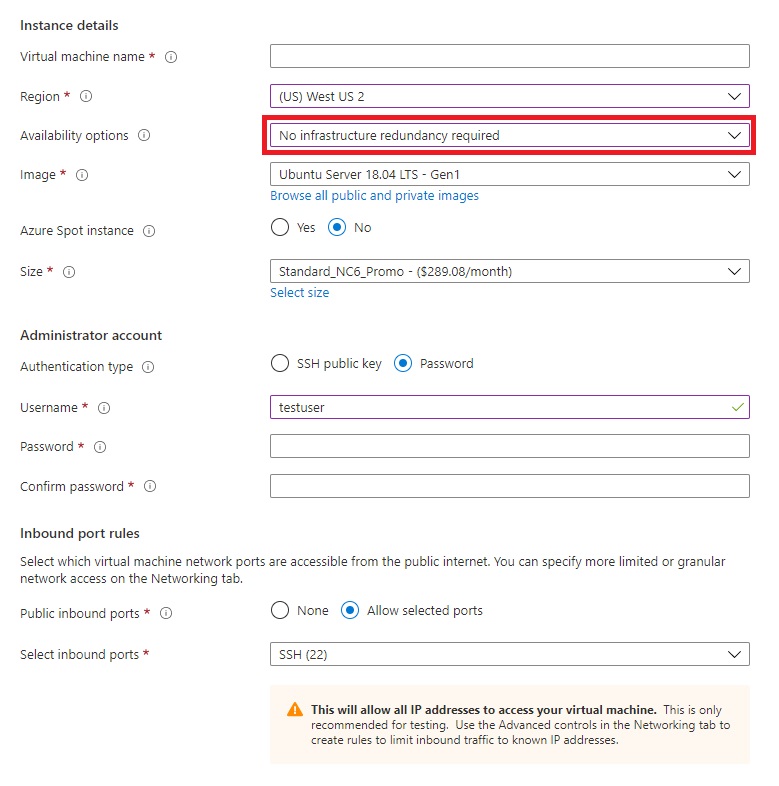 Instance details
Virtual machine name *
Region *
(US) West US 2
Availability options
No infrastructure redundancy required
Image *
Ubuntu Server 18.04 LTS - Gen1
Browse all public and private images
Azure Spot instance
Yes No
Size *
Standard_NC6_Promo - ($289.08/month)
Select size
Administrator account
Authentication type
SSH public key Password
Username *
testuser
Password *
Confirm password *
Inbound port rules
Select which virtual machine network ports are accessible from the public internet. You can specify more limited or granular
network access on the Networking tab.
Public inbound ports *
None Allow selected ports
Select inbound ports *
SSH (22)
This will allow all IP addresses to access your virtual machine. This is only
recommended for testing. Use the Advanced controls in the Networking tab to
create rules to limit inbound traffic to known IP addresses.